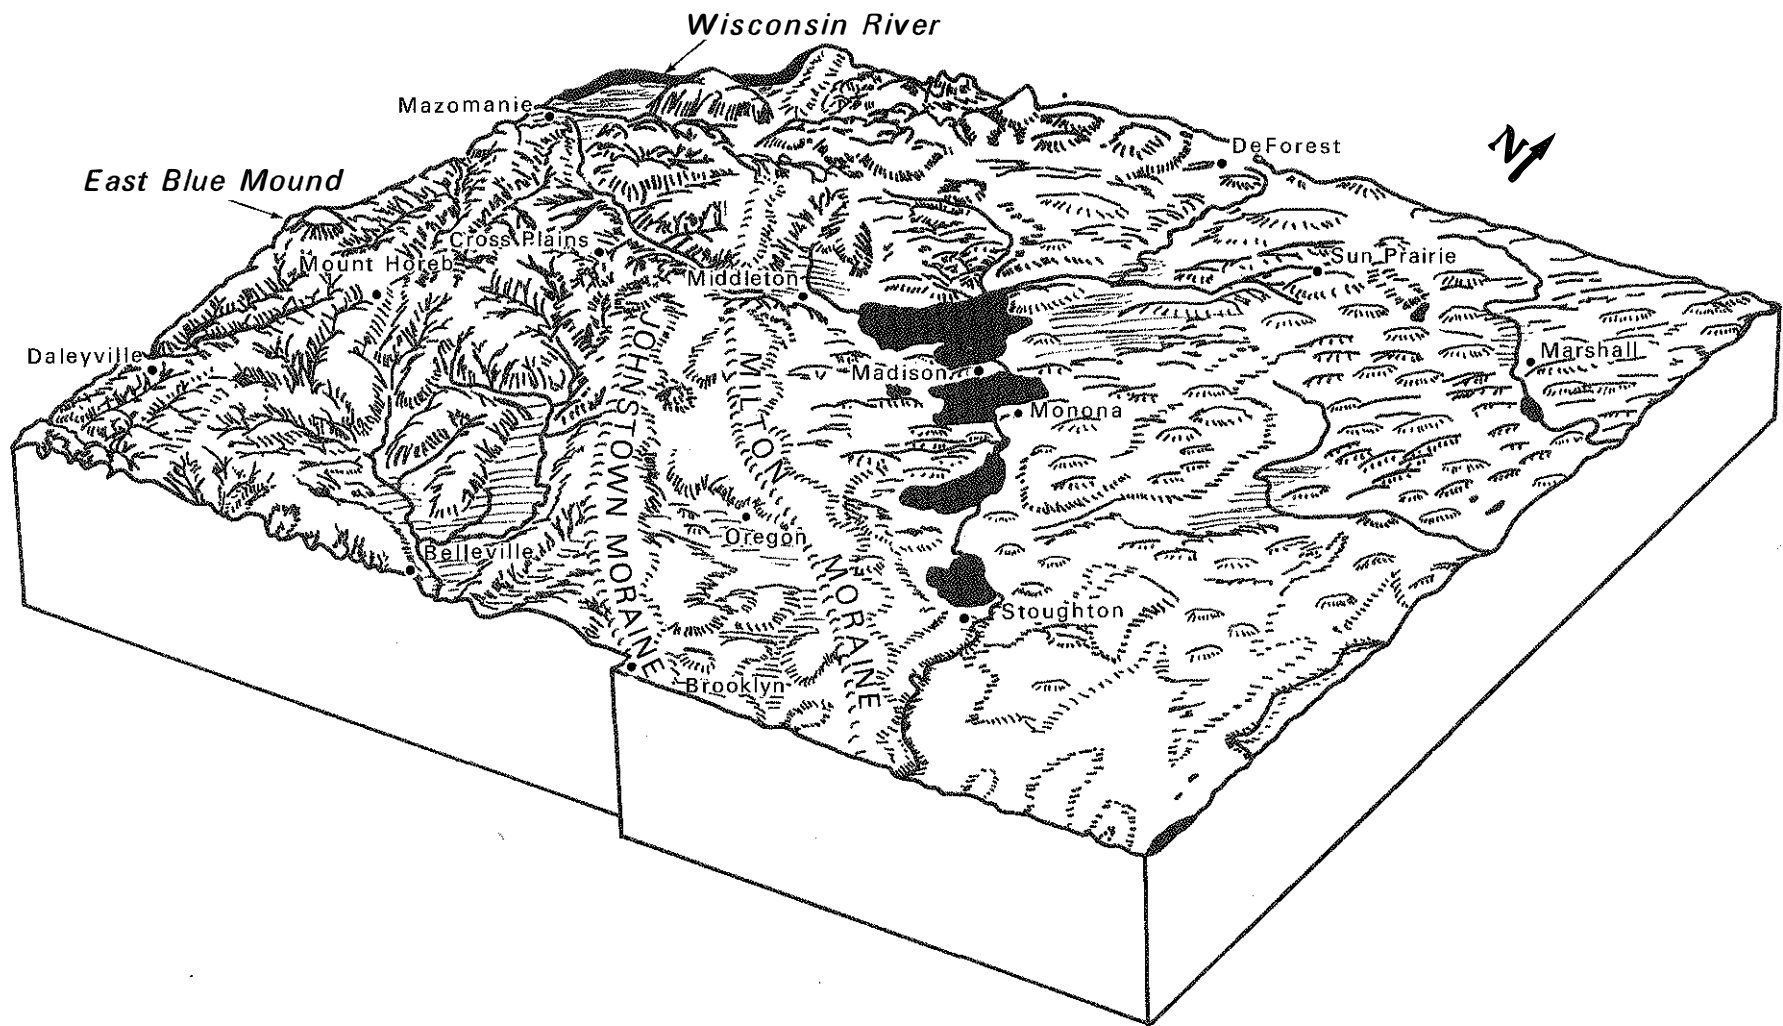 Wisconsin River
Mazomanie
DeForest
N
East Blue Mound
Cross Plains
Mount Horeb
Sun Prairie
Middleton
Daleyville
Marshall
Madison
Monona
JOHNSTOWN MORAINE
MILTON MORAINE
Oregon
Belleville
Stoughton
Brooklyn